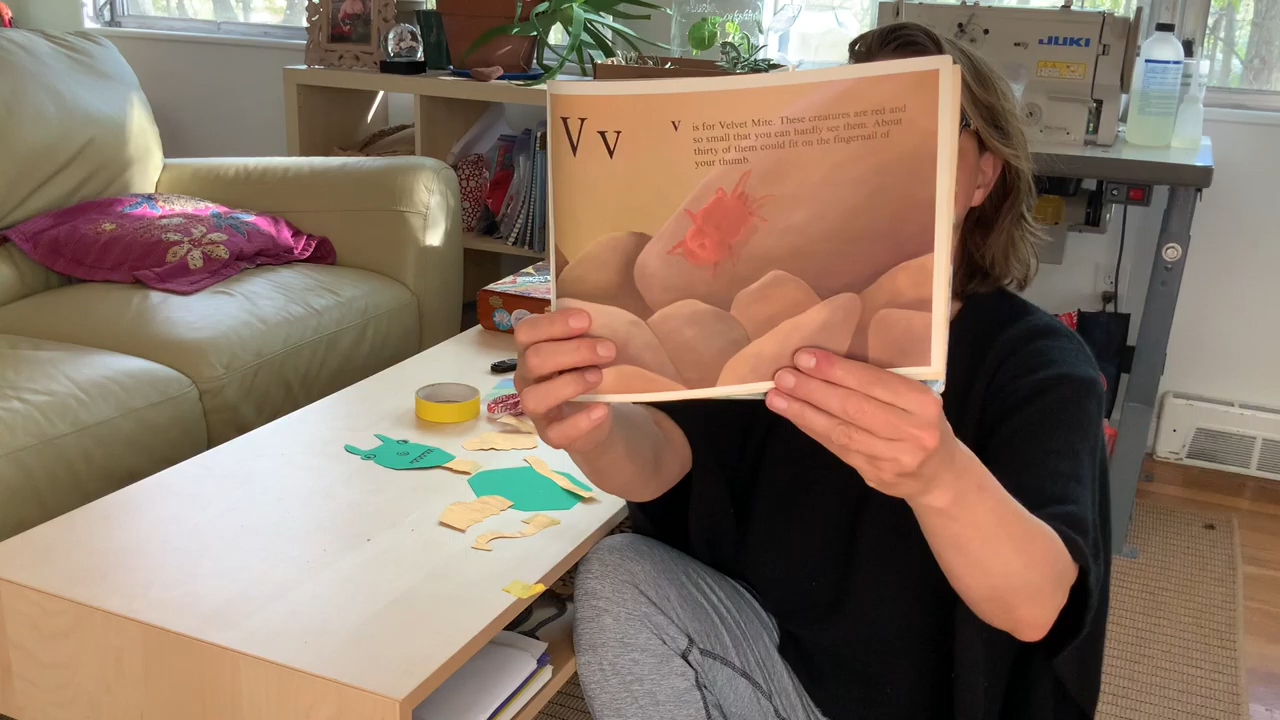 JUKI
V v
V is for Velvet Mite. These creatures are red and
so small that you can hardly see them. About
thirty of them could fit on the fingernail of
your thumb.